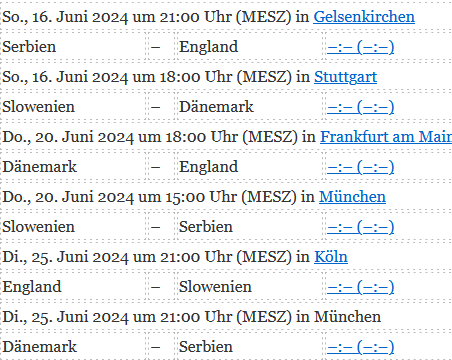 So., 16. Juni 2024 um 21:00 Uhr (MESZ) in Gelsenkirchen
Serbien – England –:– (–:–)
So., 16. Juni 2024 um 18:00 Uhr (MESZ) in Stuttgart
Slowenien – Dänemark –:– (–:–)
Do., 20. Juni 2024 um 18:00 Uhr (MESZ) in Frankfurt am Main
Dänemark – England –:– (–:–)
Do., 20. Juni 2024 um 15:00 Uhr (MESZ) in München
Slowenien – Serbien –:– (–:–)
Di., 25. Juni 2024 um 21:00 Uhr (MESZ) in Köln
England – Slowenien –:– (–:–)
Di., 25. Juni 2024 um 21:00 Uhr (MESZ) in München
Dänemark – Serbien –:– (–:–)